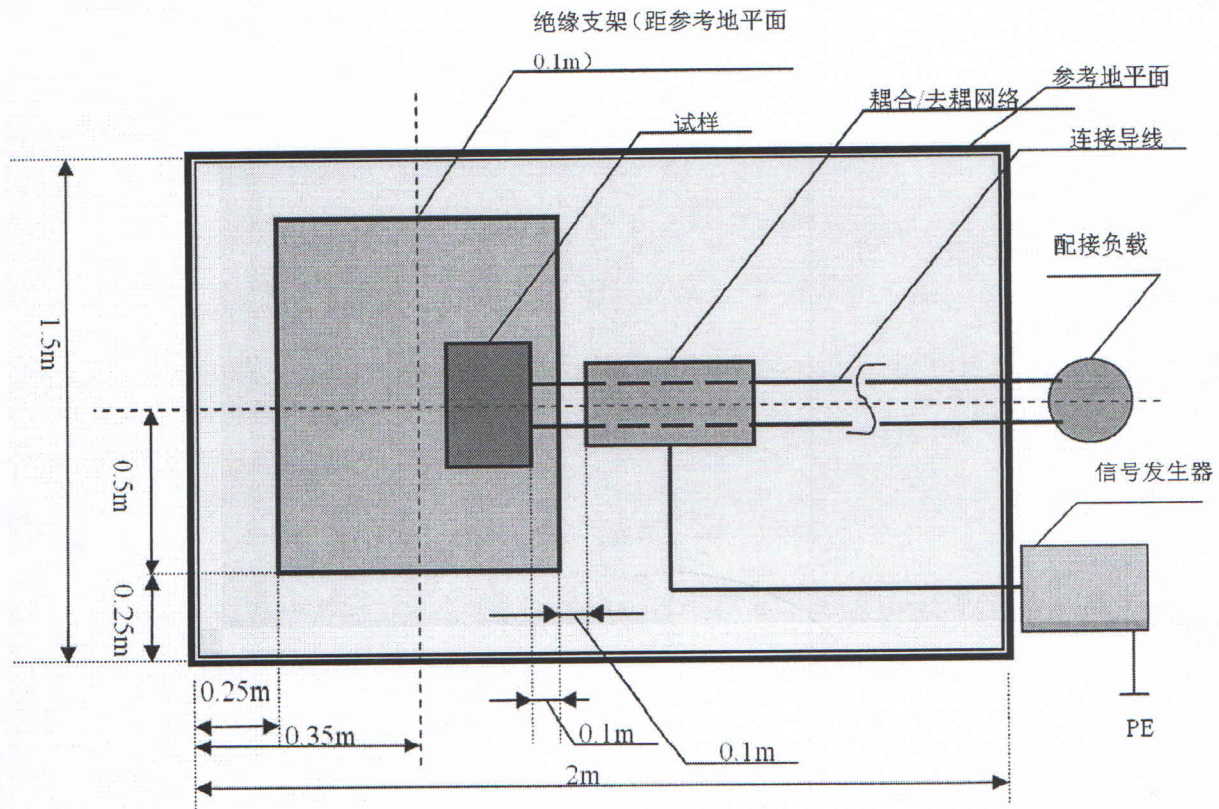 绝缘支架（距参考地平面
0.1m）
参考地平面
耦合/去耦网络
试样
连接导线
配接负载
1.5m
0.5m
信号发生器
0.25m
0.25m
0.35m
0.1m
0.1m
PE
2m